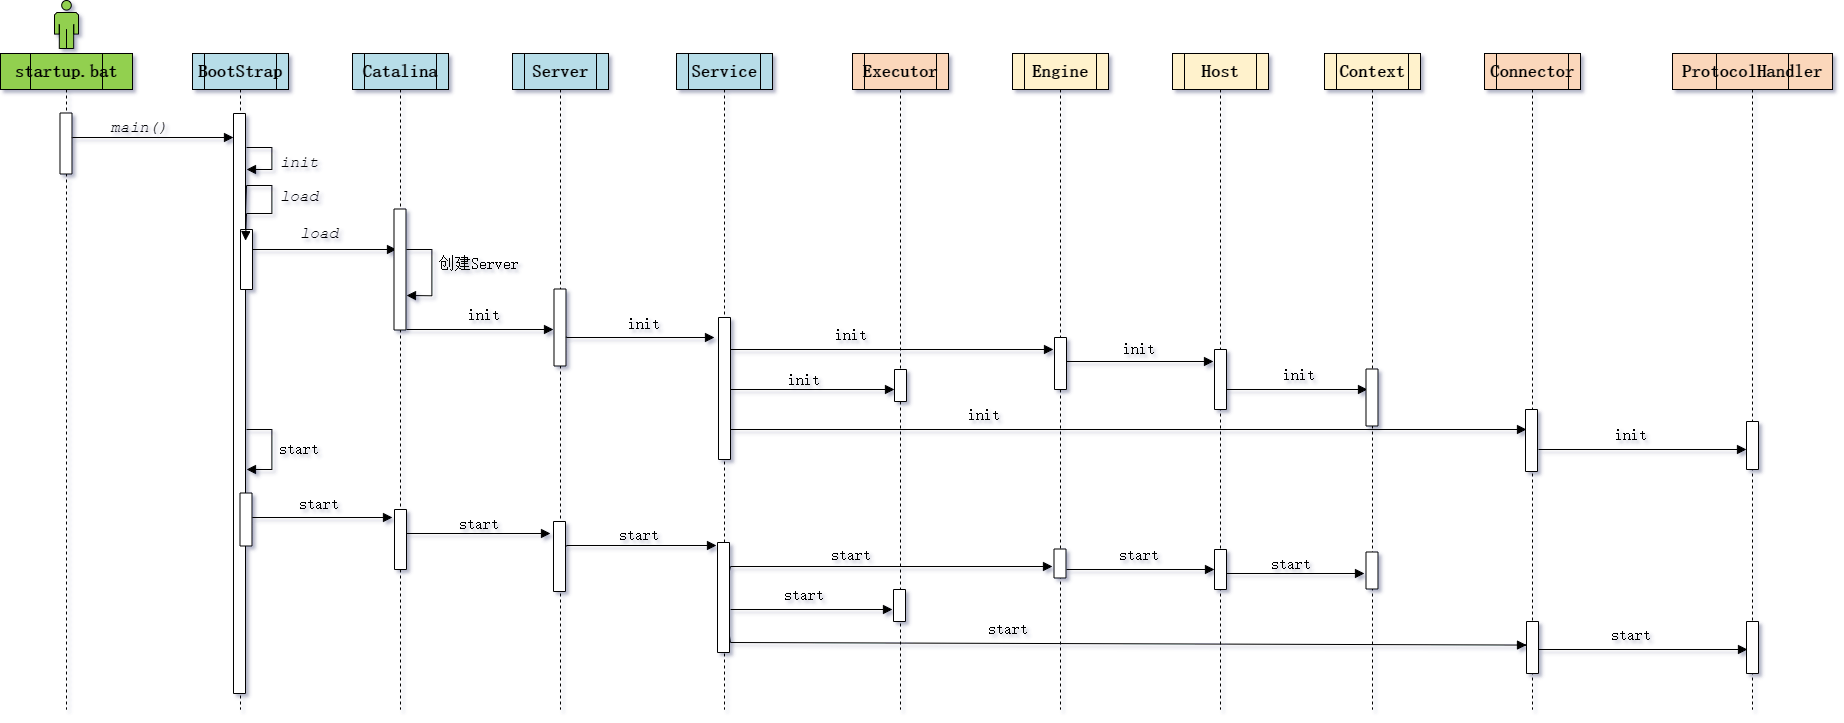 startup.bat
BootStrap
Catalina
Server
Service
Executor
Engine
Host
Context
Connector
ProtocolHandler
main()
init
load
load
创建Server
init
init
init
init
init
init
init
init
start
start
start
start
start
start
start
start
start
start